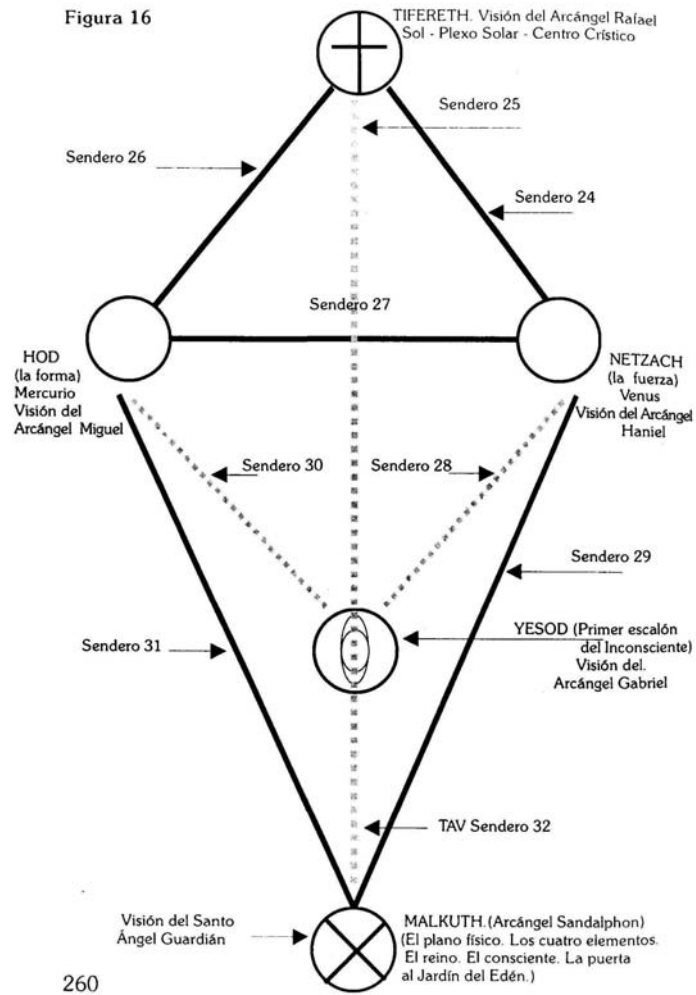 Figura 16
TIFERETH. Visión del Arcángel Rafael
Sol - Plexo Solar - Centro Crístico
Sendero 25
Sendero 26
Sendero 24
Sendero 27
HOD
(la forma)
Mercurio
Visión del
Arcángel Miguel
NETZACH
(la fuerza)
Venus
Visión del Arcángel
Haniel
Sendero 30
Sendero 28
Sendero 29
Sendero 31
YESOD (Primer escalón
del Inconsciente)
Visión del.
Arcángel Gabriel
TAV Sendero 32
Visión del Santo
Ángel Guardián
MALKUTH. (Arcángel Sandalphon)
(El plano físico. Los cuatro elementos.
El reino. El consciente. La puerta
al Jardín del Edén.)
260